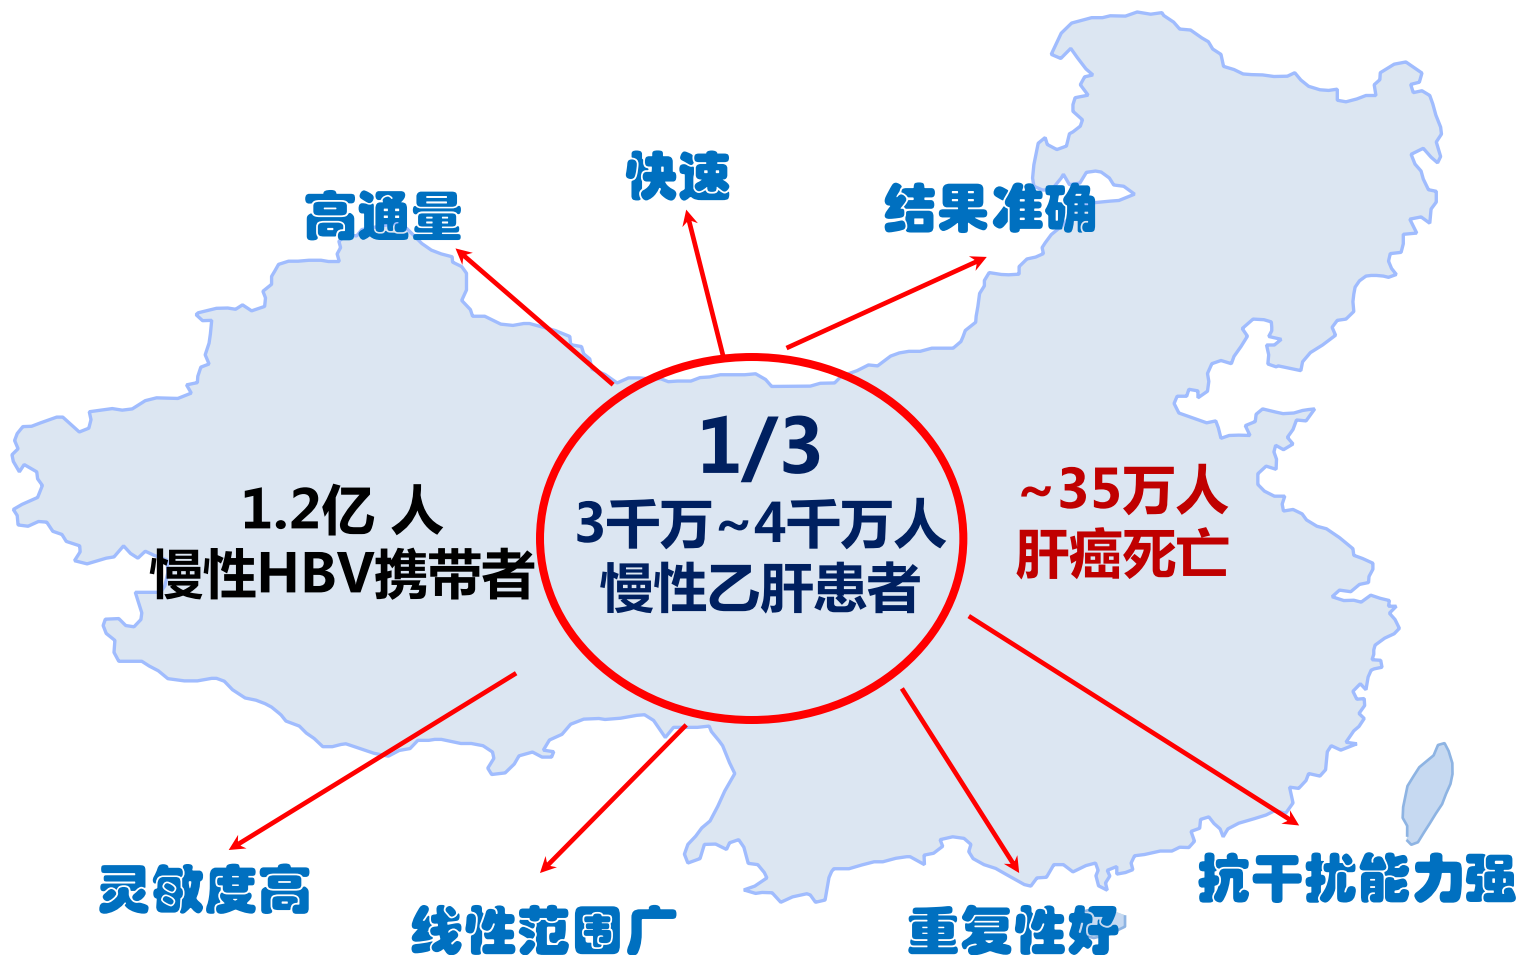 快速
高通量
结果准确
1/3
3千万~4千万人
慢性乙肝患者
1.2亿 人
慢性HBV携带者
~35万人
肝癌死亡
灵敏度高
线性范围广
重复性好
抗干扰能力强